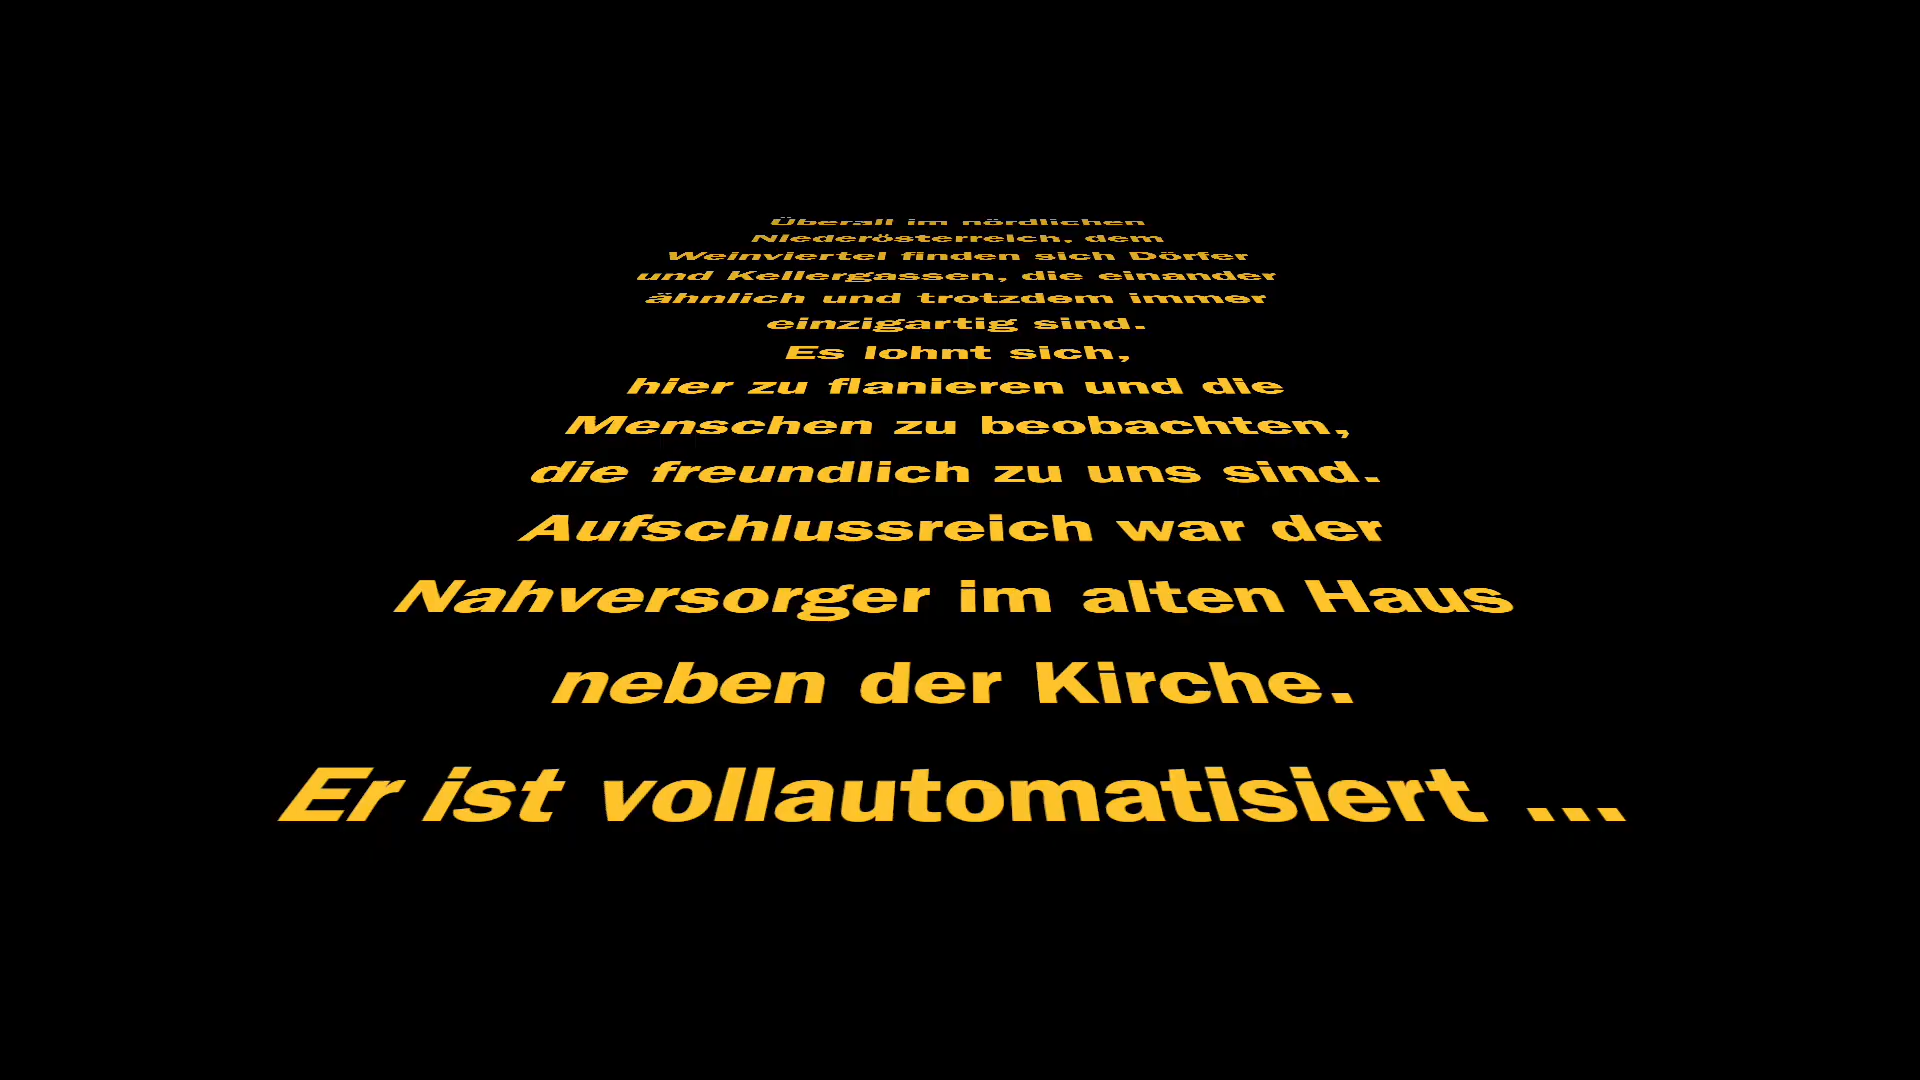 Überall im nördlichen
Niederösterreich, dem
Weinviertel finden sich Dörfer
und Kellergassen, die einander
ähnlich und trotzdem immer
einzigartig sind.
Es lohnt sich,
hier zu flanieren und die
Menschen zu beobachten,
die freundlich zu uns sind.
Aufschlussreich war der
Nahversorger im alten Haus
neben der Kirche.
Er ist vollautomatisiert ...